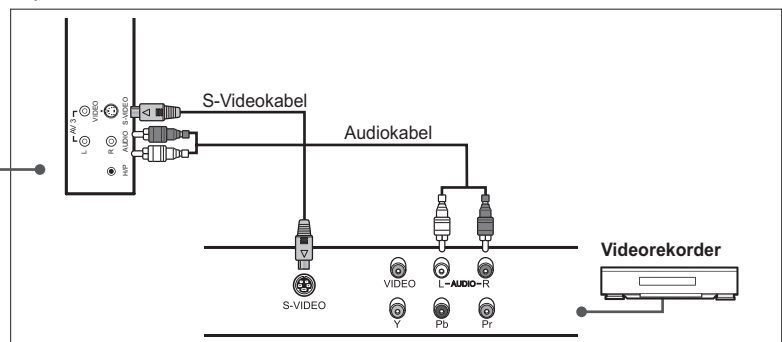 AV 3
L
R
VIDEO
AUDIO
S-VIDEO
H/P
S-Videokabel
Audiokabel
Videorekorder
S-VIDEO
VIDEO
L-AUDIO-R
Y
Pb
Pr